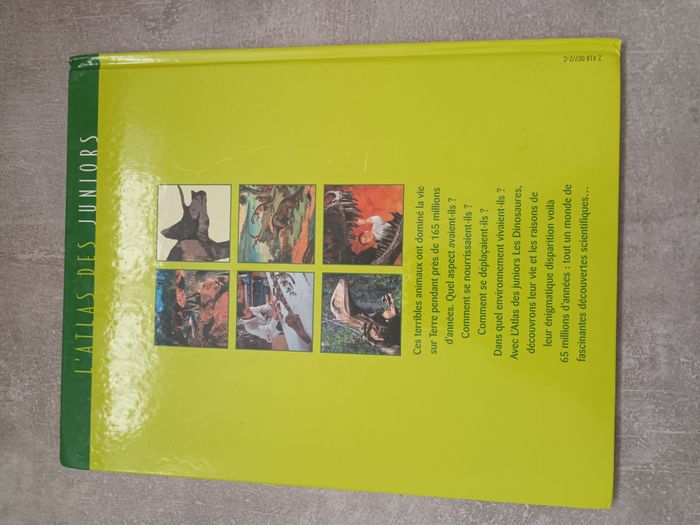 L'ATLAS DES JUNIORS
Ces terribles animaux ont dominé la vie
sur Terre pendant près de 165 millions
d'années. Quel aspect avaient-ils ?
Comment se nourrissaient-ils ?
Comment se déplaçaient-ils ?
Dans quel environnement vivaient-ils ?
Avec L'Atlas des juniors Les Dinosaures,
découvrons leur vie et les raisons de
leur énigmatique disparition voilà
65 millions d'années : tout un monde de
fascinantes découvertes scientifiques...
Z 418 007/2-C